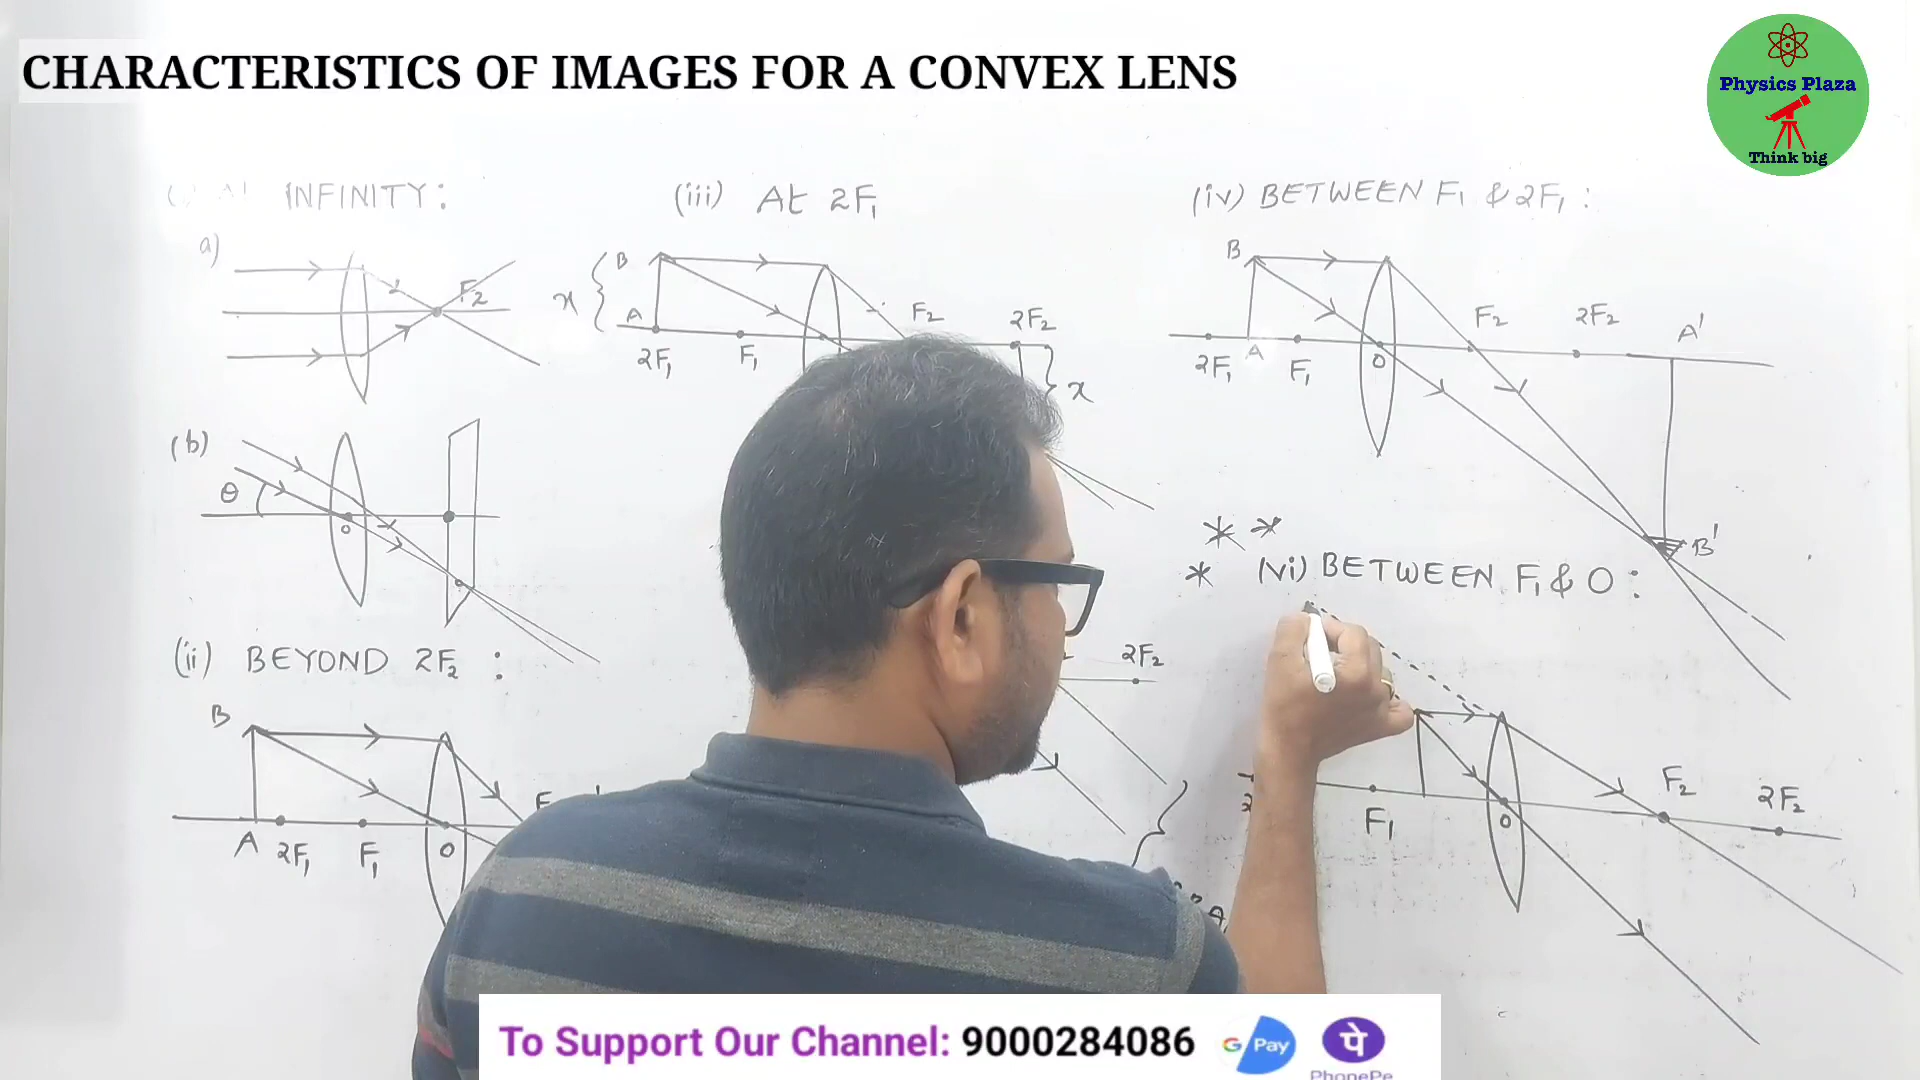 CHARACTERISTICS OF IMAGES FOR A CONVEX LENS
Physics Plaza
Think big
INFINITY:
a)
F₂
(b)
θ
o
(ii) BEYOND 2F₂ :
B
A 2F₁ F₁ O
(iii) At 2F₁
x
B
A
2F₁ F₁
F₂ 2F₂
x
2F₂
(iv) BETWEEN F₁ & 2F₁ :
B
2F₁ A F₁ O
F₂ 2F₂ A'
B'
* *
* (vi) BETWEEN F₁ & O :
F₁ O
F₂ 2F₂
To Support Our Channel: 9000284086
G Pay
पे
PhonePe